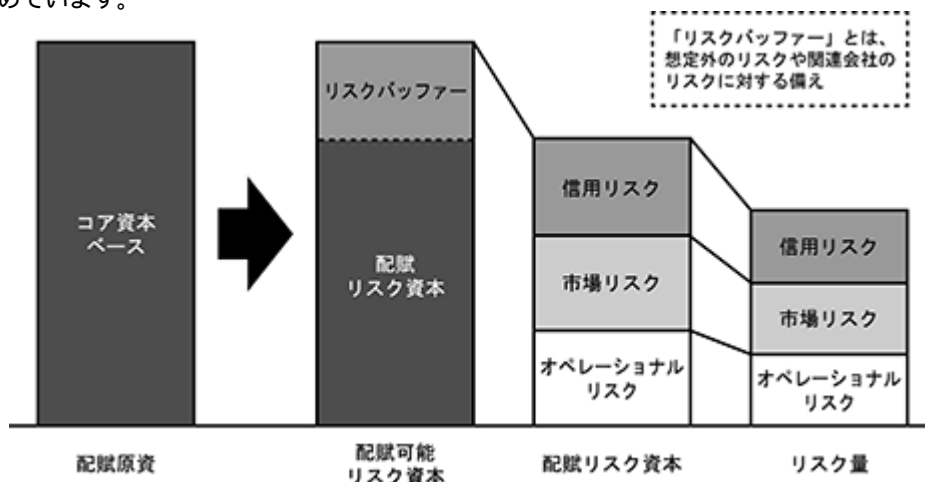 めています。
「リスクバッファー」とは、
想定外のリスクや関連会社の
リスクに対する備え
リスクバッファー
コア資本
ベース
配賦
リスク資本
信用リスク
市場リスク
オペレーショナル
リスク
信用リスク
市場リスク
オペレーショナル
リスク
配賦原資
配賦可能
リスク資本
配賦リスク資本
リスク量